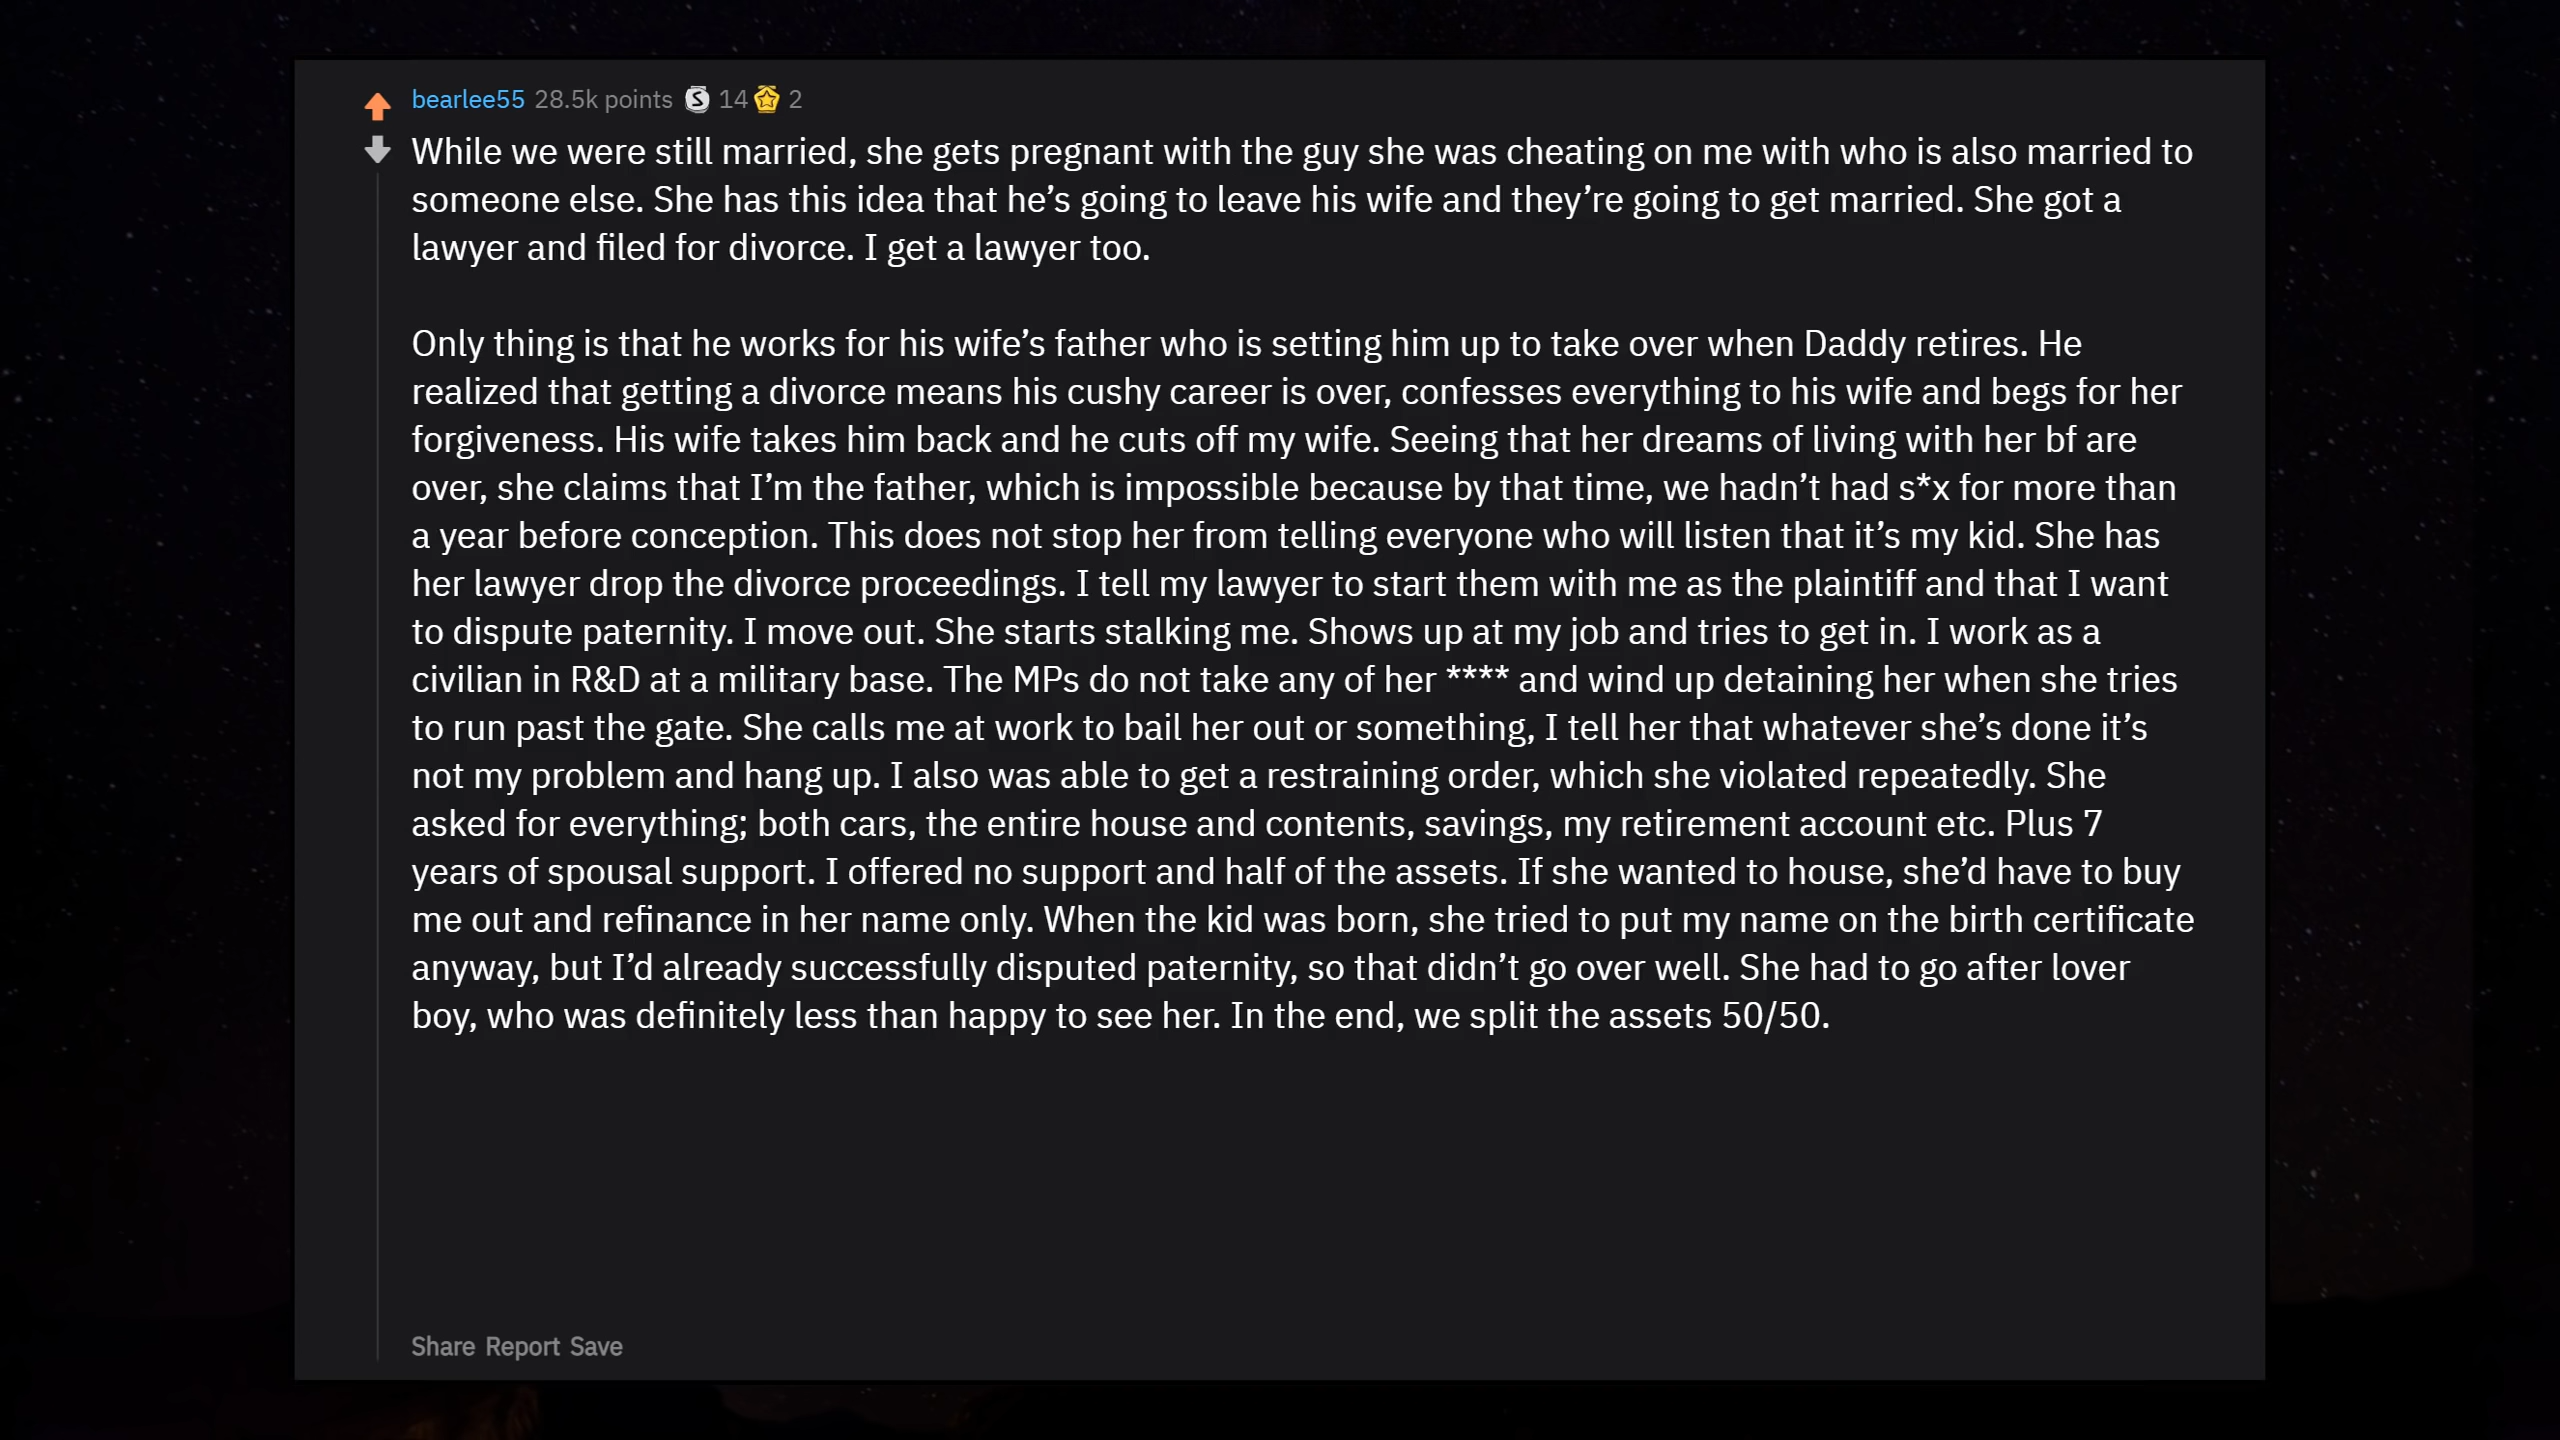 bearlee55 28.5k points 14 2
While we were still married, she gets pregnant with the guy she was cheating on me with who is also married to
someone else. She has this idea that he’s going to leave his wife and they’re going to get married. She got a
lawyer and filed for divorce. I get a lawyer too.
Only thing is that he works for his wife’s father who is setting him up to take over when Daddy retires. He
realized that getting a divorce means his cushy career is over, confesses everything to his wife and begs for her
forgiveness. His wife takes him back and he cuts off my wife. Seeing that her dreams of living with her bf are
over, she claims that I’m the father, which is impossible because by that time, we hadn’t had s*x for more than
a year before conception. This does not stop her from telling everyone who will listen that it’s my kid. She has
her lawyer drop the divorce proceedings. I tell my lawyer to start them with me as the plaintiff and that I want
to dispute paternity. I move out. She starts stalking me. Shows up at my job and tries to get in. I work as a
civilian in R&D at a military base. The MPs do not take any of her **** and wind up detaining her when she tries
to run past the gate. She calls me at work to bail her out or something, I tell her that whatever she’s done it’s
not my problem and hang up. I also was able to get a restraining order, which she violated repeatedly. She
asked for everything; both cars, the entire house and contents, savings, my retirement account etc. Plus 7
years of spousal support. I offered no support and half of the assets. If she wanted to house, she’d have to buy
me out and refinance in her name only. When the kid was born, she tried to put my name on the birth certificate
anyway, but I’d already successfully disputed paternity, so that didn’t go over well. She had to go after lover
boy, who was definitely less than happy to see her. In the end, we split the assets 50/50.
Share Report Save